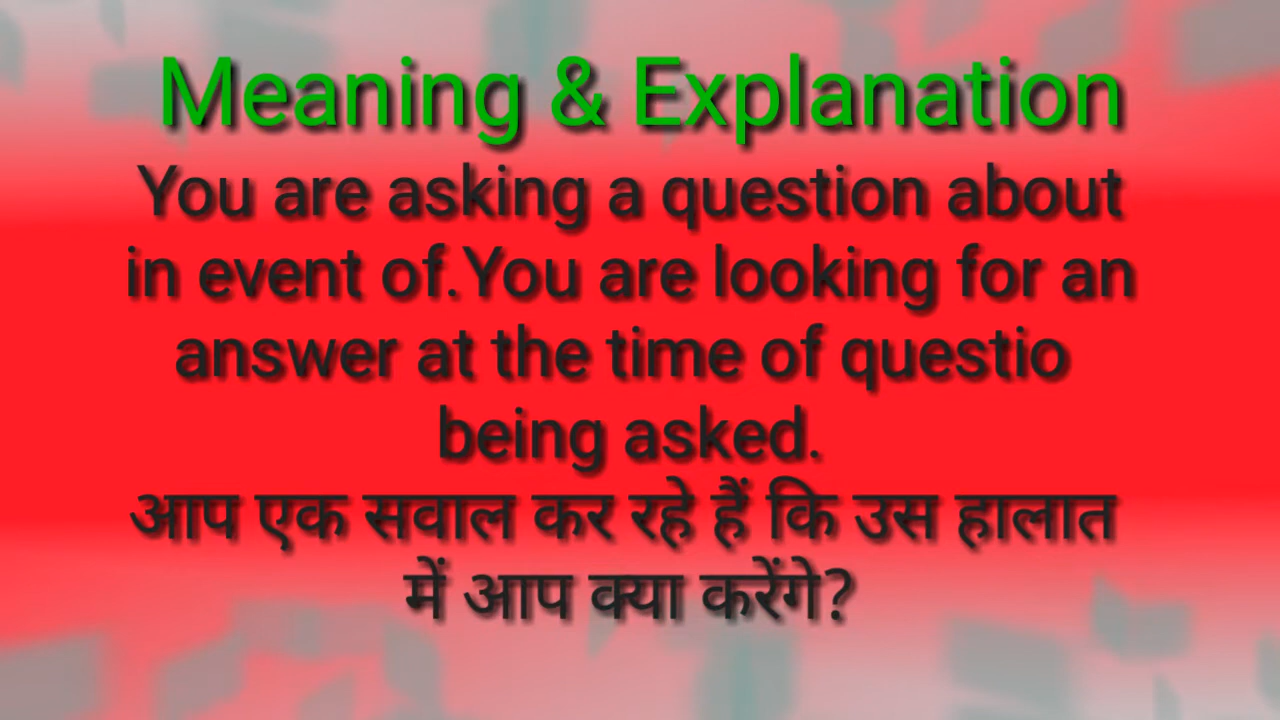 Meaning & Explanation
You are asking a question about
in event of.You are looking for an
answer at the time of questio
being asked.
आप एक सवाल कर रहे हैं कि उस हालात
में आप क्या करेंगे?